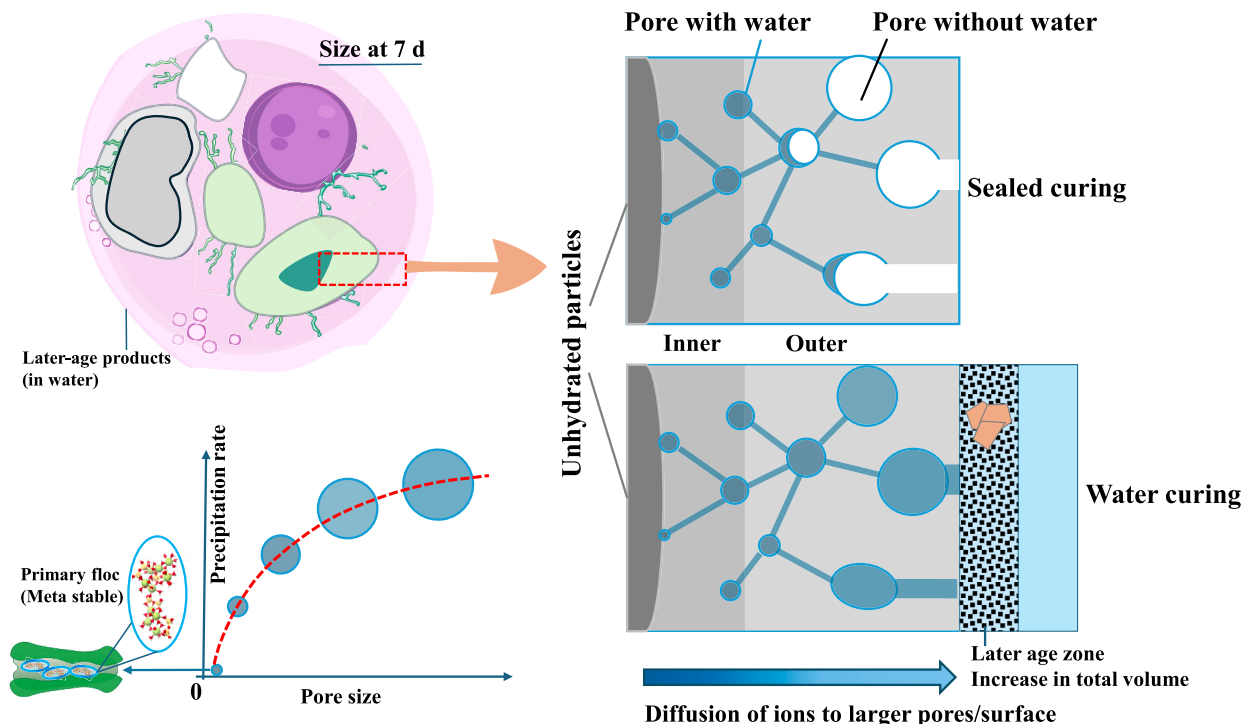 Size at 7 d
Later-age products
(in water)
Pore with water
Pore without water
Sealed curing
Unhydrated particles
Inner
Outer
Water curing
Precipitation rate
Primary floc
(Meta stable)
0
Pore size
Later age zone
Increase in total volume
Diffusion of ions to larger pores/surface